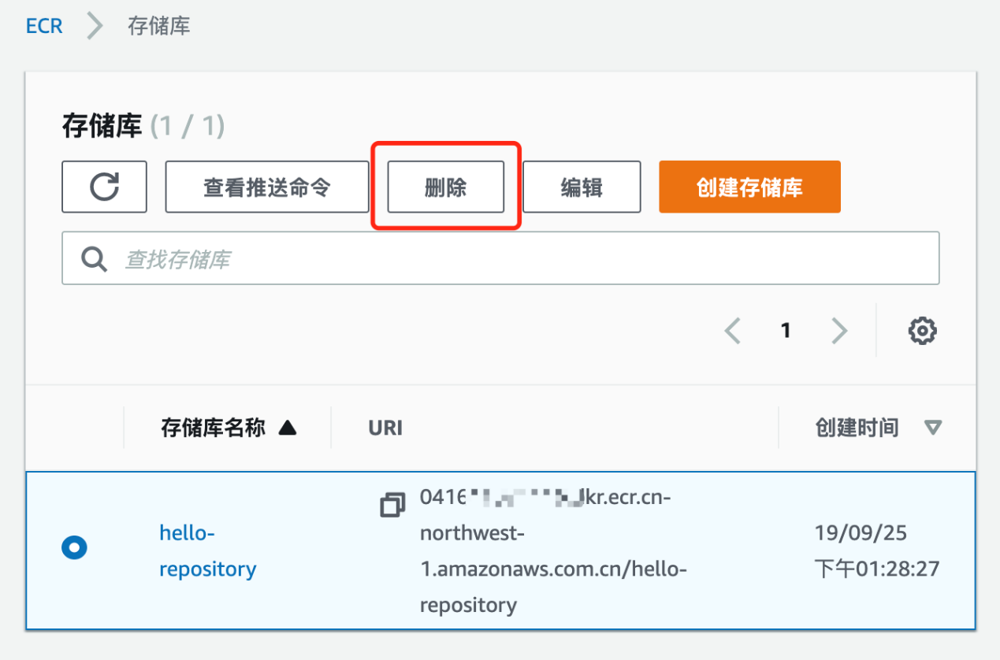 ECR 存储库
存储库 (1 / 1)
查看推送命令 删除 编辑 创建存储库
查找存储库
1
存储库名称 URI 创建时间
0416 kr.ecr.cn-
hello- northwest- 19/09/25
repository 1.amazonaws.com.cn/hello- 下午01:28:27
repository